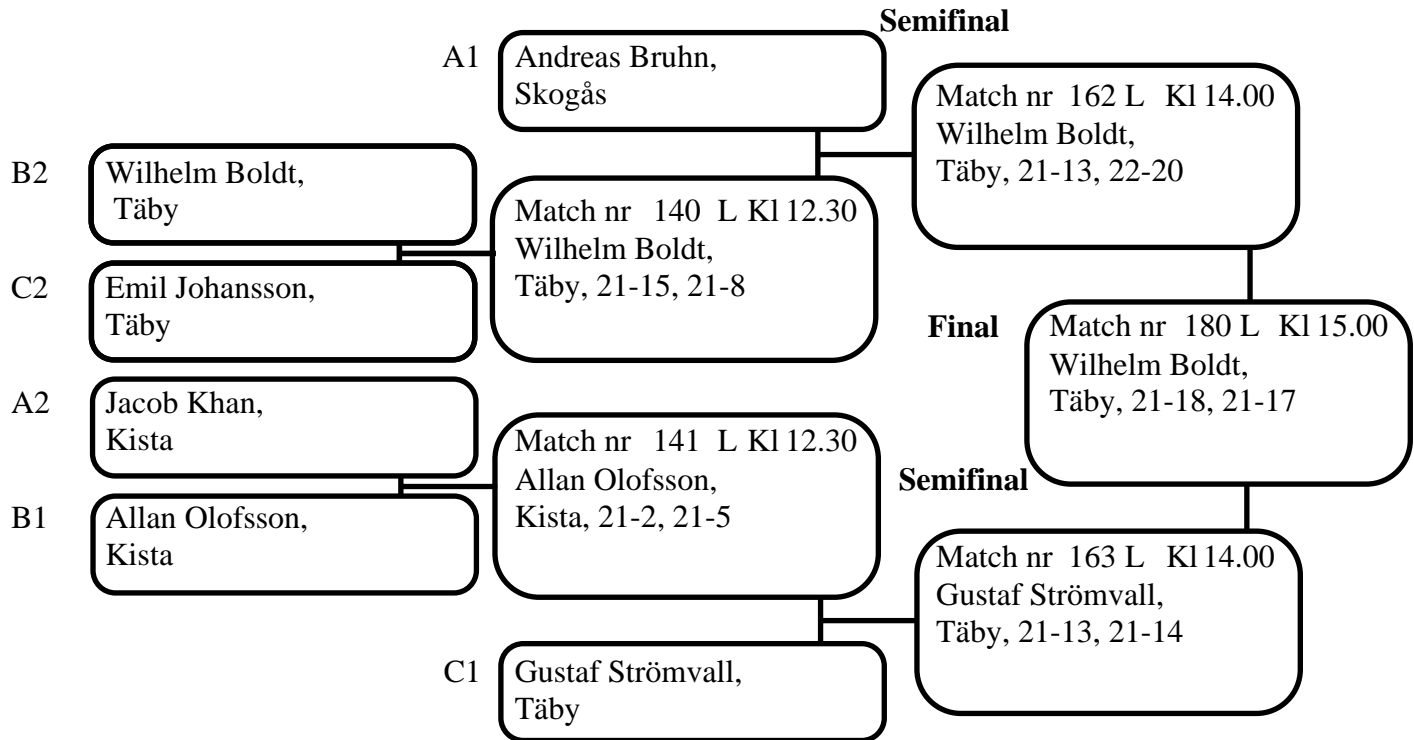 Semifinal
A1
Andreas Bruhn,
Skogås
Match nr 162 L Kl 14.00
Wilhelm Boldt,
Täby, 21-13, 22-20
B2
Wilhelm Boldt,
Täby
Match nr 140 L Kl 12.30
Wilhelm Boldt,
Täby, 21-15, 21-8
C2
Emil Johansson,
Täby
Final
Match nr 180 L Kl 15.00
Wilhelm Boldt,
Täby, 21-18, 21-17
A2
Jacob Khan,
Kista
Match nr 141 L Kl 12.30
Allan Olofsson,
Kista, 21-2, 21-5
Semifinal
B1
Allan Olofsson,
Kista
Match nr 163 L Kl 14.00
Gustaf Strömvall,
Täby, 21-13, 21-14
C1
Gustaf Strömvall,
Täby